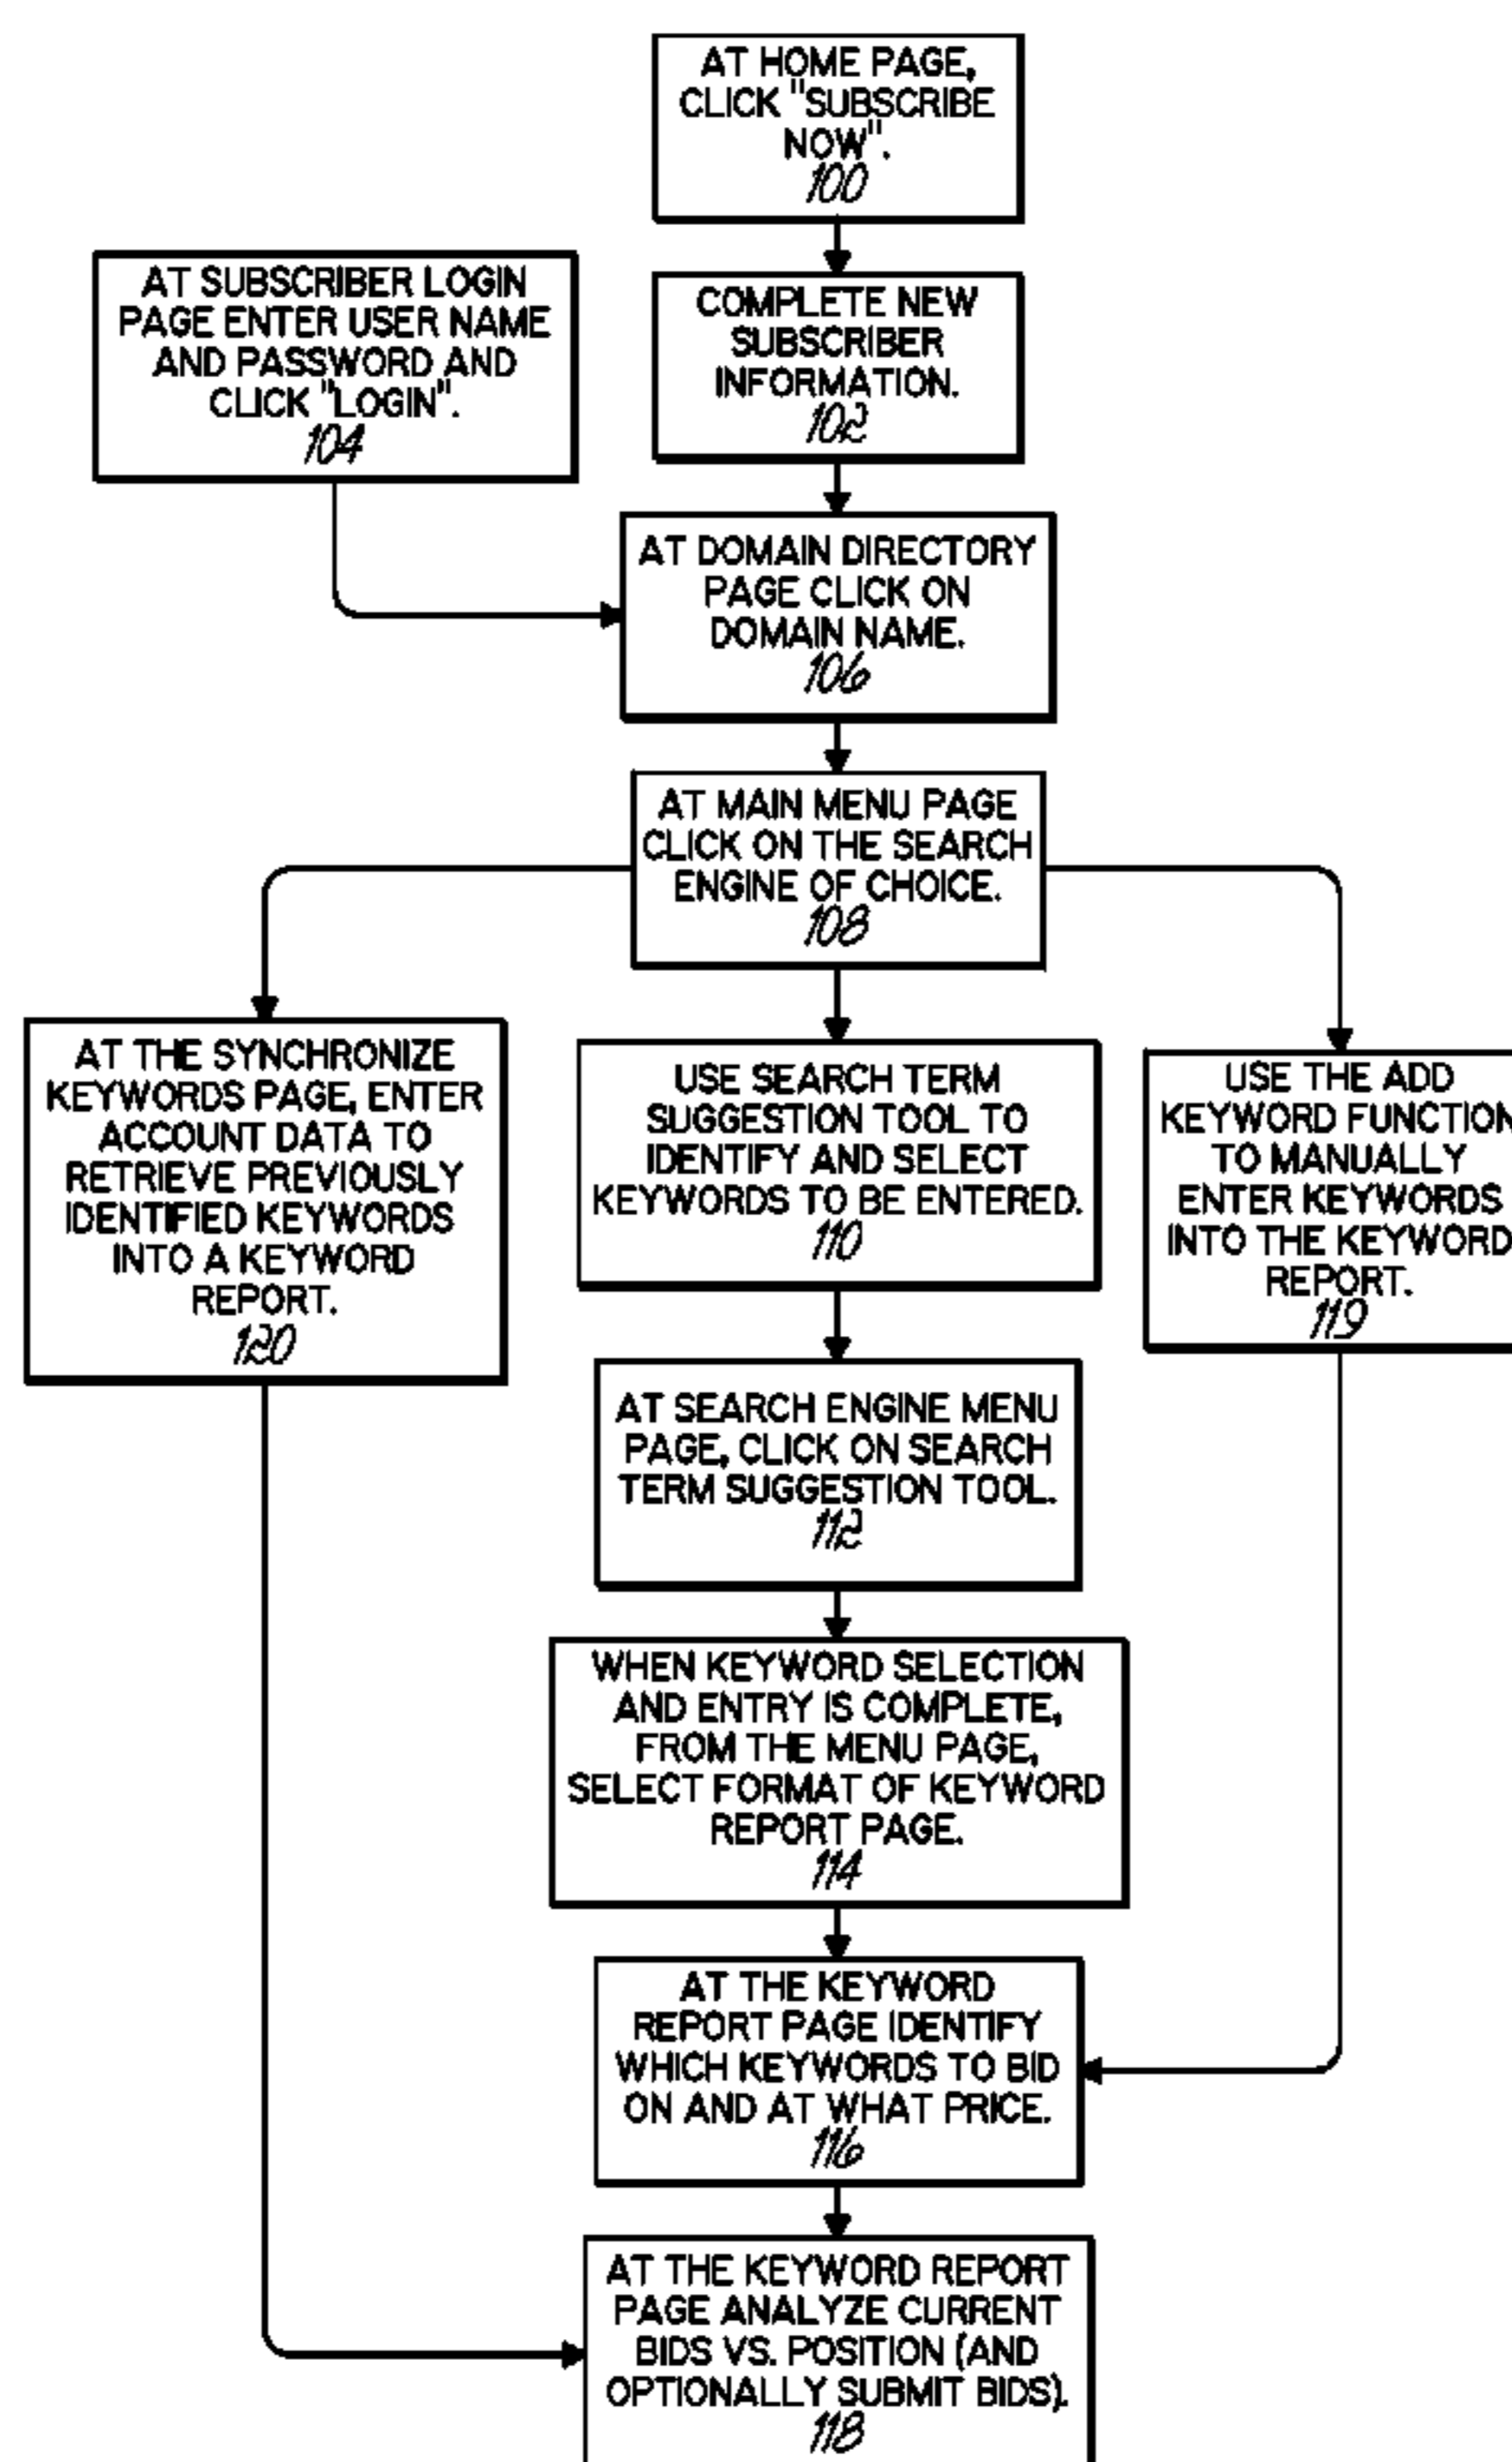 AT HOME PAGE,
CLICK "SUBSCRIBE
NOW".
100
AT SUBSCRIBER LOGIN
PAGE ENTER USER NAME
AND PASSWORD AND
CLICK "LOGIN".
104
COMPLETE NEW
SUBSCRIBER
INFORMATION.
102
AT DOMAIN DIRECTORY
PAGE CLICK ON
DOMAIN NAME.
106
AT MAIN MENU PAGE
CLICK ON THE SEARCH
ENGINE OF CHOICE.
108
AT THE SYNCHRONIZE
KEYWORDS PAGE, ENTER
ACCOUNT DATA TO
RETRIEVE PREVIOUSLY
IDENTIFIED KEYWORDS
INTO A KEYWORD
REPORT.
120
USE SEARCH TERM
SUGGESTION TOOL TO
IDENTIFY AND SELECT
KEYWORDS TO BE ENTERED.
110
USE THE ADD
KEYWORD FUNCTION
TO MANUALLY
ENTER KEYWORDS
INTO THE KEYWORD
REPORT.
119
AT SEARCH ENGINE MENU
PAGE, CLICK ON SEARCH
TERM SUGGESTION TOOL.
112
WHEN KEYWORD SELECTION
AND ENTRY IS COMPLETE,
FROM THE MENU PAGE,
SELECT FORMAT OF KEYWORD
REPORT PAGE.
114
AT THE KEYWORD
REPORT PAGE IDENTIFY
WHICH KEYWORDS TO BID
ON AND AT WHAT PRICE.
116
AT THE KEYWORD REPORT
PAGE ANALYZE CURRENT
BIDS VS. POSITION (AND
OPTIONALLY SUBMIT BIDS).
118